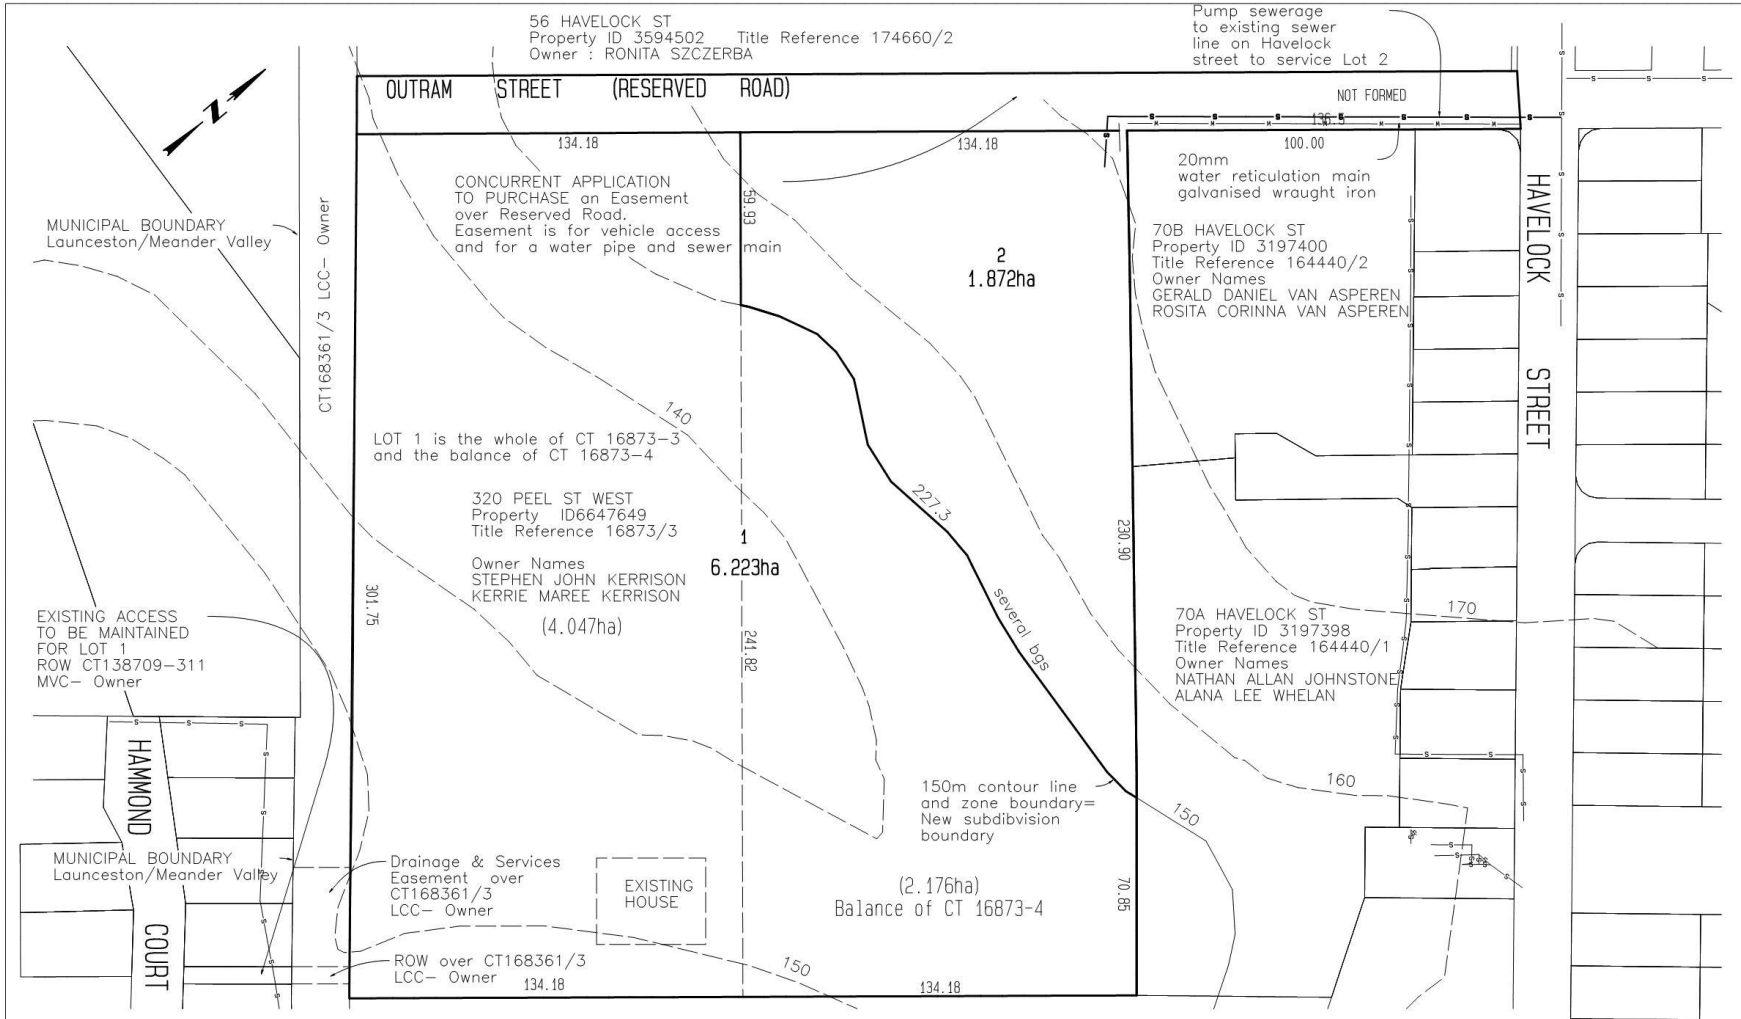 56 HAVELOCK ST
Property ID 3594502 Title Reference 174660/2
Owner : RONITA SZCZERBA
Pump sewerage
to existing sewer
line on Havelock
street to service Lot 2
OUTRAM STREET (RESERVED ROAD)
NOT FORMED
Z
136.5
134.18
134.18
100.00
20mm
water reticulation main
galvanised wraught iron
CONCURRENT APPLICATION
TO PURCHASE an Easement
over Reserved Road.
Easement is for vehicle access
and for a water pipe and sewer main
59.93
MUNICIPAL BOUNDARY
Launceston/Meander Valley
CT168361/3 LCC- Owner
2
1.872ha
70B HAVELOCK ST
Property ID 3197400
Title Reference 164440/2
Owner Names
GERALD DANIEL VAN ASPEREN
ROSITA CORINNA VAN ASPEREN
HAVELOCK STREET
140
LOT 1 is the whole of CT 16873-3
and the balance of CT 16873-4
320 PEEL ST WEST
Property ID6647649
Title Reference 16873/3
Owner Names
STEPHEN JOHN KERRISON
KERRIE MAREE KERRISON
(4.047ha)
1
6.223ha
227.3
several bgs
230.90
301.75
241.82
170
EXISTING ACCESS
TO BE MAINTAINED
FOR LOT 1
ROW CT138709-311
MVC- Owner
70A HAVELOCK ST
Property ID 3197398
Title Reference 164440/1
Owner Names
NATHAN ALLAN JOHNSTONE
ALANA LEE WHELAN
160
HAMMOND COURT
150m contour line
and zone boundary=
New subdibvision
boundary
150
MUNICIPAL BOUNDARY
Launceston/Meander Valley
Drainage & Services
Easement over
CT168361/3
LCC- Owner
EXISTING
HOUSE
(2.176ha)
Balance of CT 16873-4
70.85
ROW over CT168361/3
LCC- Owner
150
134.18
134.18